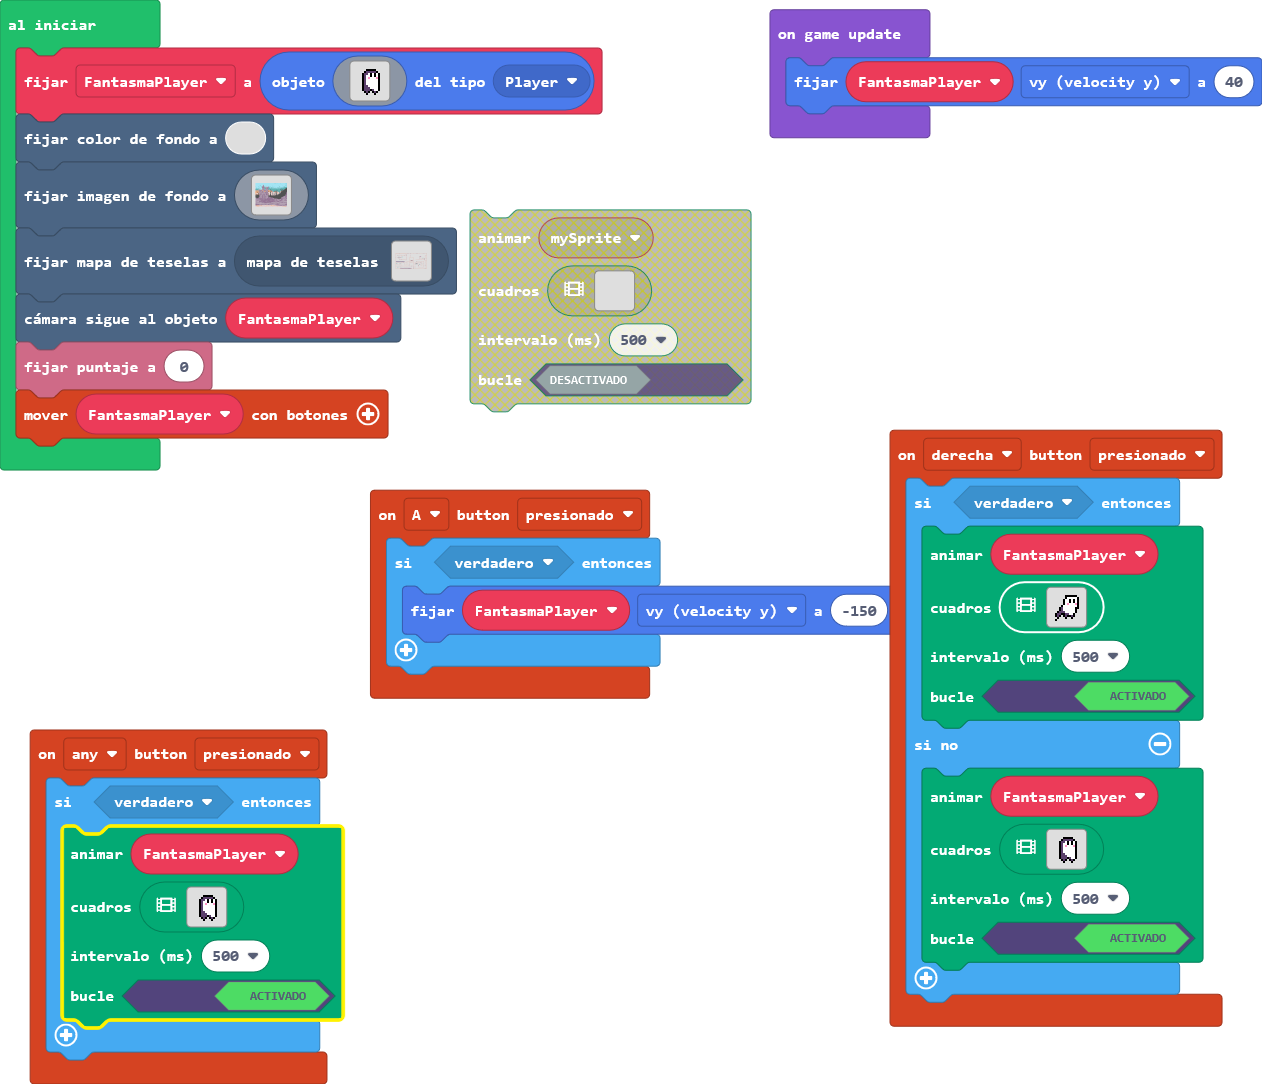 al iniciar
fijar FantasmaPlayer a objeto del tipo Player
fijar color de fondo a
fijar imagen de fondo a
fijar mapa de teselas a mapa de teselas
cámara sigue al objeto FantasmaPlayer
fijar puntaje a 0
mover FantasmaPlayer con botones
on game update
fijar FantasmaPlayer vy (velocity y) a 40
animar mySprite
cuadros
intervalo (ms) 500
bucle DESACTIVADO
on A button presionado
si verdadero entonces
fijar FantasmaPlayer vy (velocity y) a -150
on derecha button presionado
si verdadero entonces
animar FantasmaPlayer
cuadros
intervalo (ms) 500
bucle ACTIVADO
si no
animar FantasmaPlayer
cuadros
intervalo (ms) 500
bucle ACTIVADO
on any button presionado
si verdadero entonces
animar FantasmaPlayer
cuadros
intervalo (ms) 500
bucle ACTIVADO